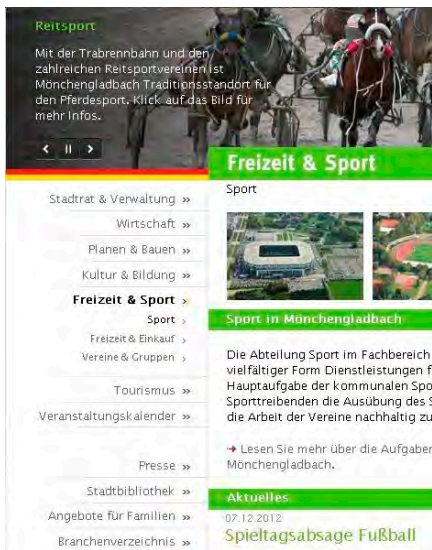 Reitsport
Mit der Trabrennbahn und den
zahlreichen Reitsportvereinen ist
Mönchengladbach Traditionsstandort für
den Pferdesport. Klick auf das Bild für
mehr Infos.
Freizeit & Sport
Stadtrat & Verwaltung »
Wirtschaft »
Planen & Bauen »
Kultur & Bildung »
Freizeit & Sport ›
Sport ›
Freizeit & Einkauf ›
Vereine & Gruppen ›
Tourismus »
Veranstaltungskalender »
Presse »
Stadtbibliothek »
Angebote für Familien »
Branchenverzeichnis »
Sport
Sport in Mönchengladbach
Die Abteilung Sport im Fachbereich
vielfältiger Form Dienstleistungen f
Hauptaufgabe der kommunalen Spo
Sporttreibenden die Ausübung des S
die Arbeit der Vereine nachhaltig zu
→ Lesen Sie mehr über die Aufgaben
Mönchengladbach.
Aktuelles
07.12.2012
Spieltagsabsage Fußball